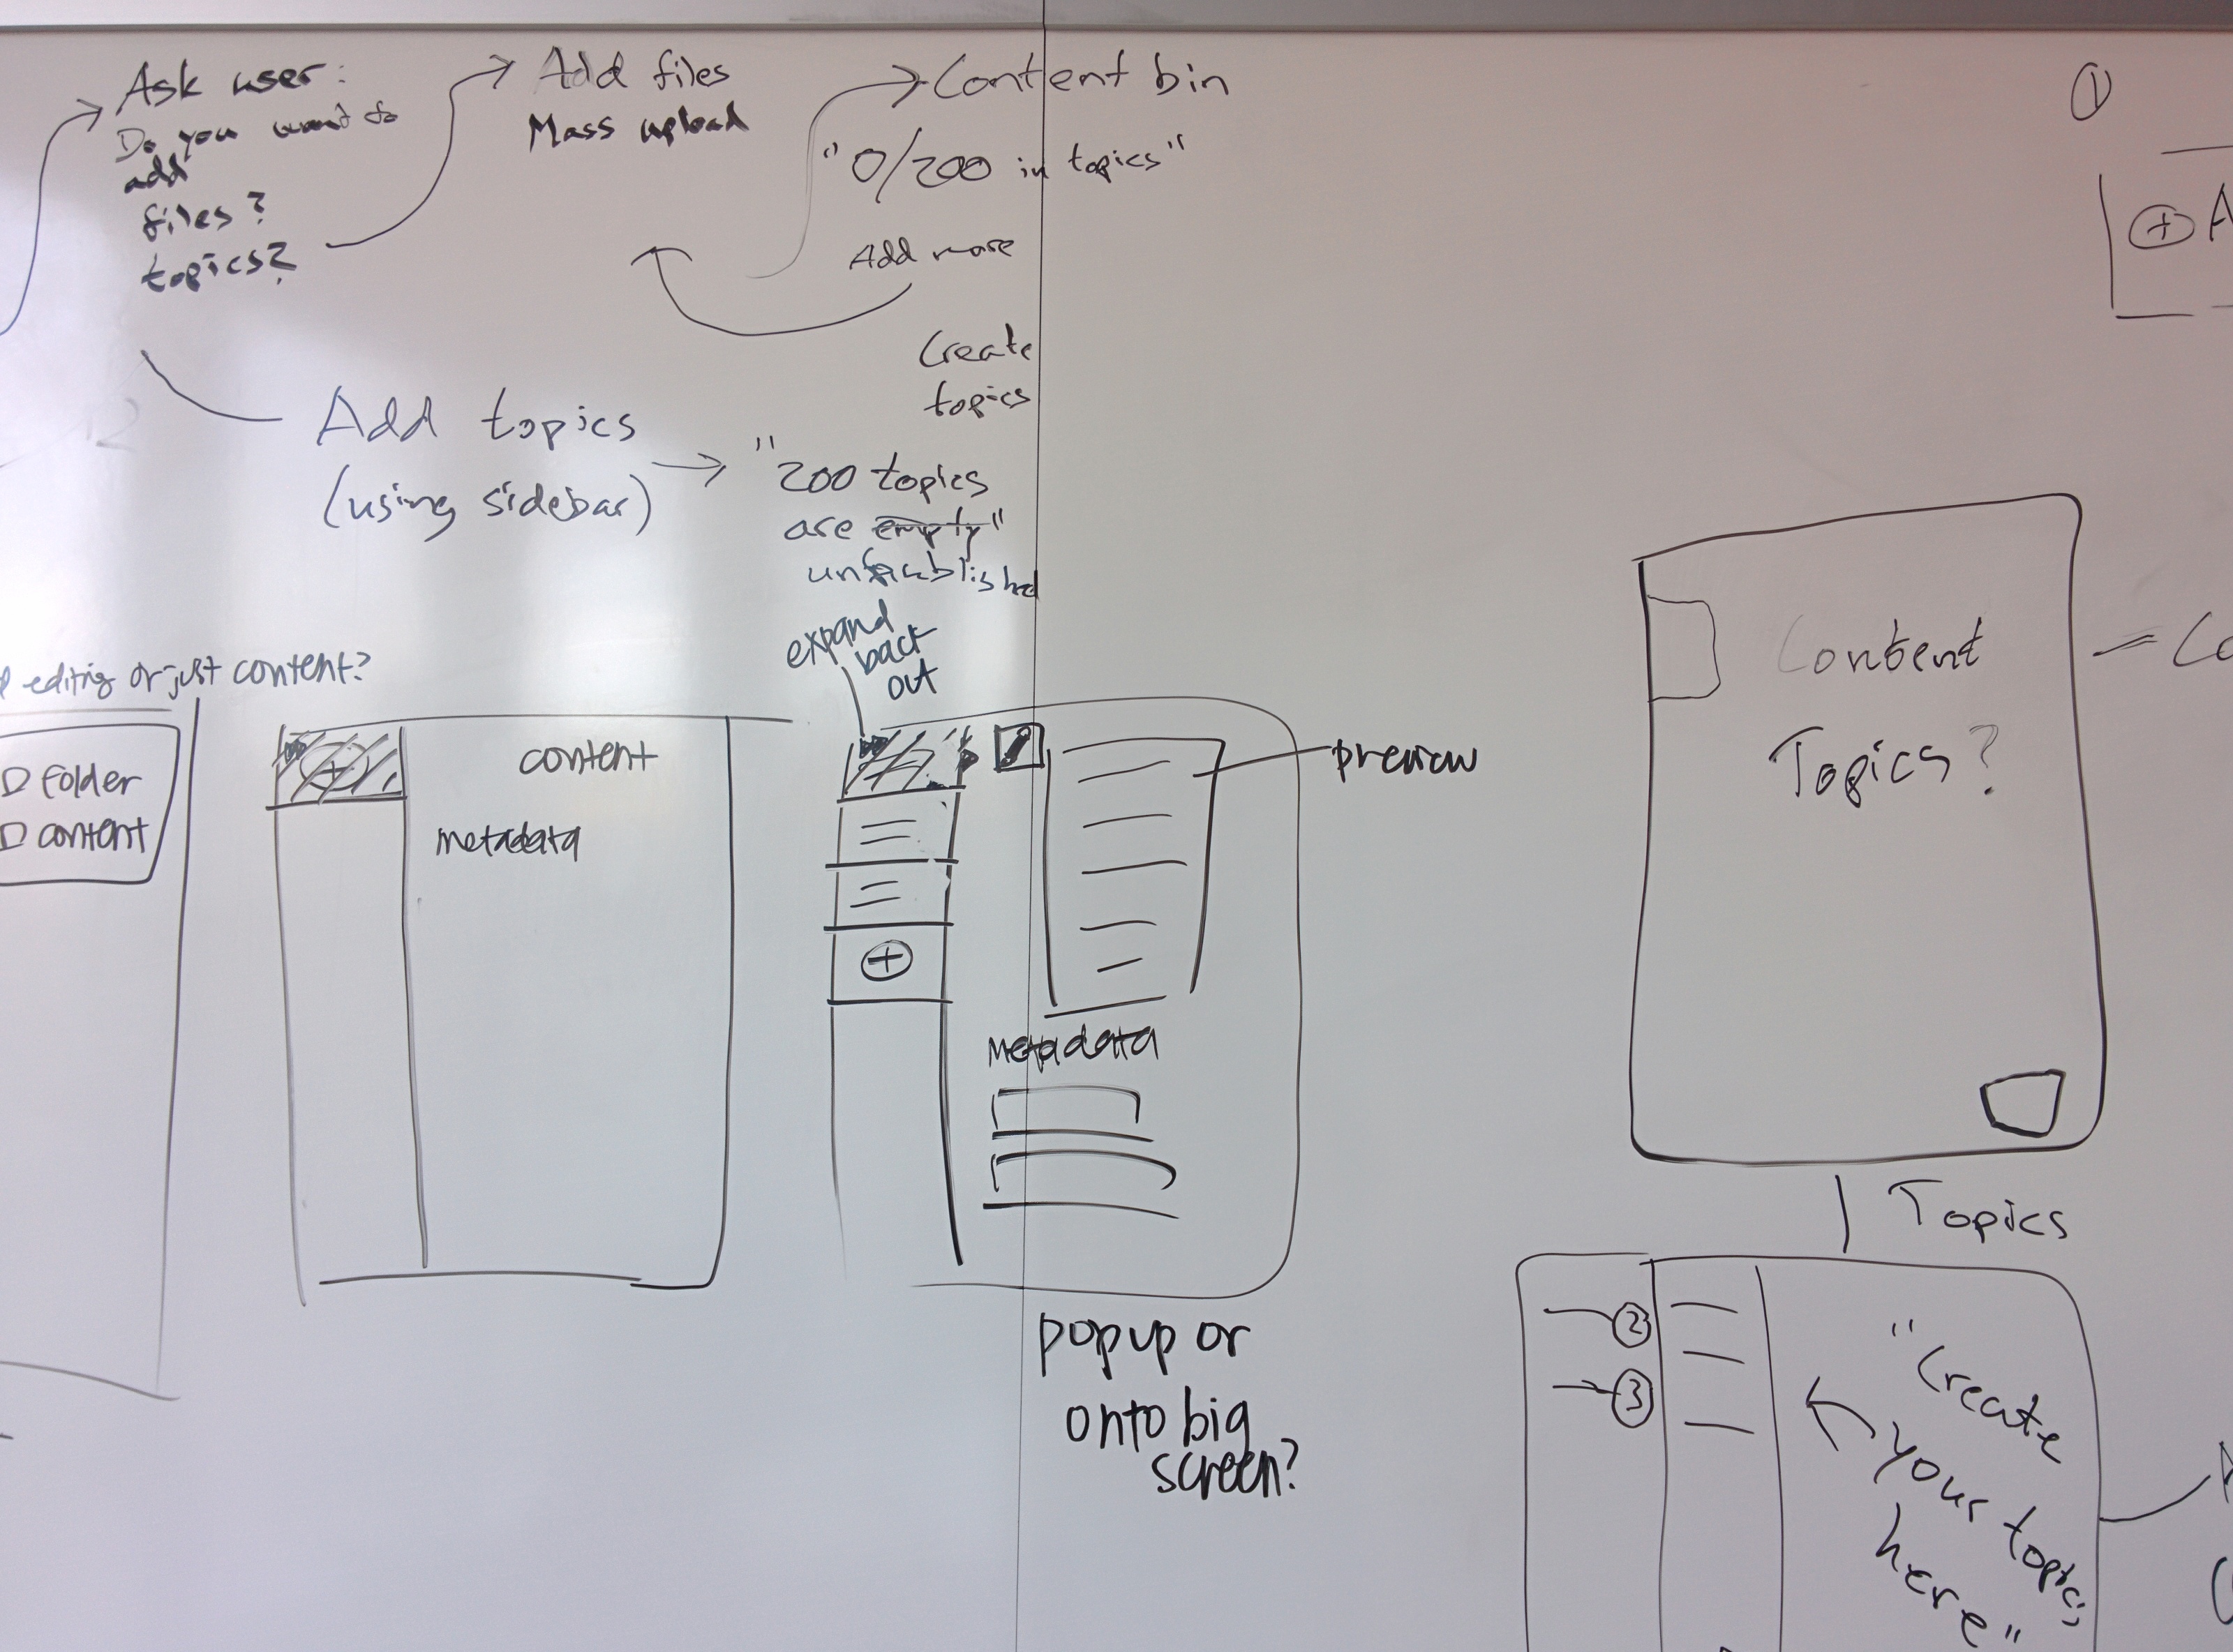 Ask user:
Do you want to
add
files?
topics?
Add files
Mass upload
Content bin
"0/200 in topics"
Add more
Create
topics
Add topics
(using sidebar)
"200 topics
are empty"
unpublished
expand
back
out
editing or just content?
folder
content
content
metadata
preview
metadata
popup or
onto big
screen?
1
+ A
Content
Topics?
Co
Topics
2
3
"Create
your topics
here"